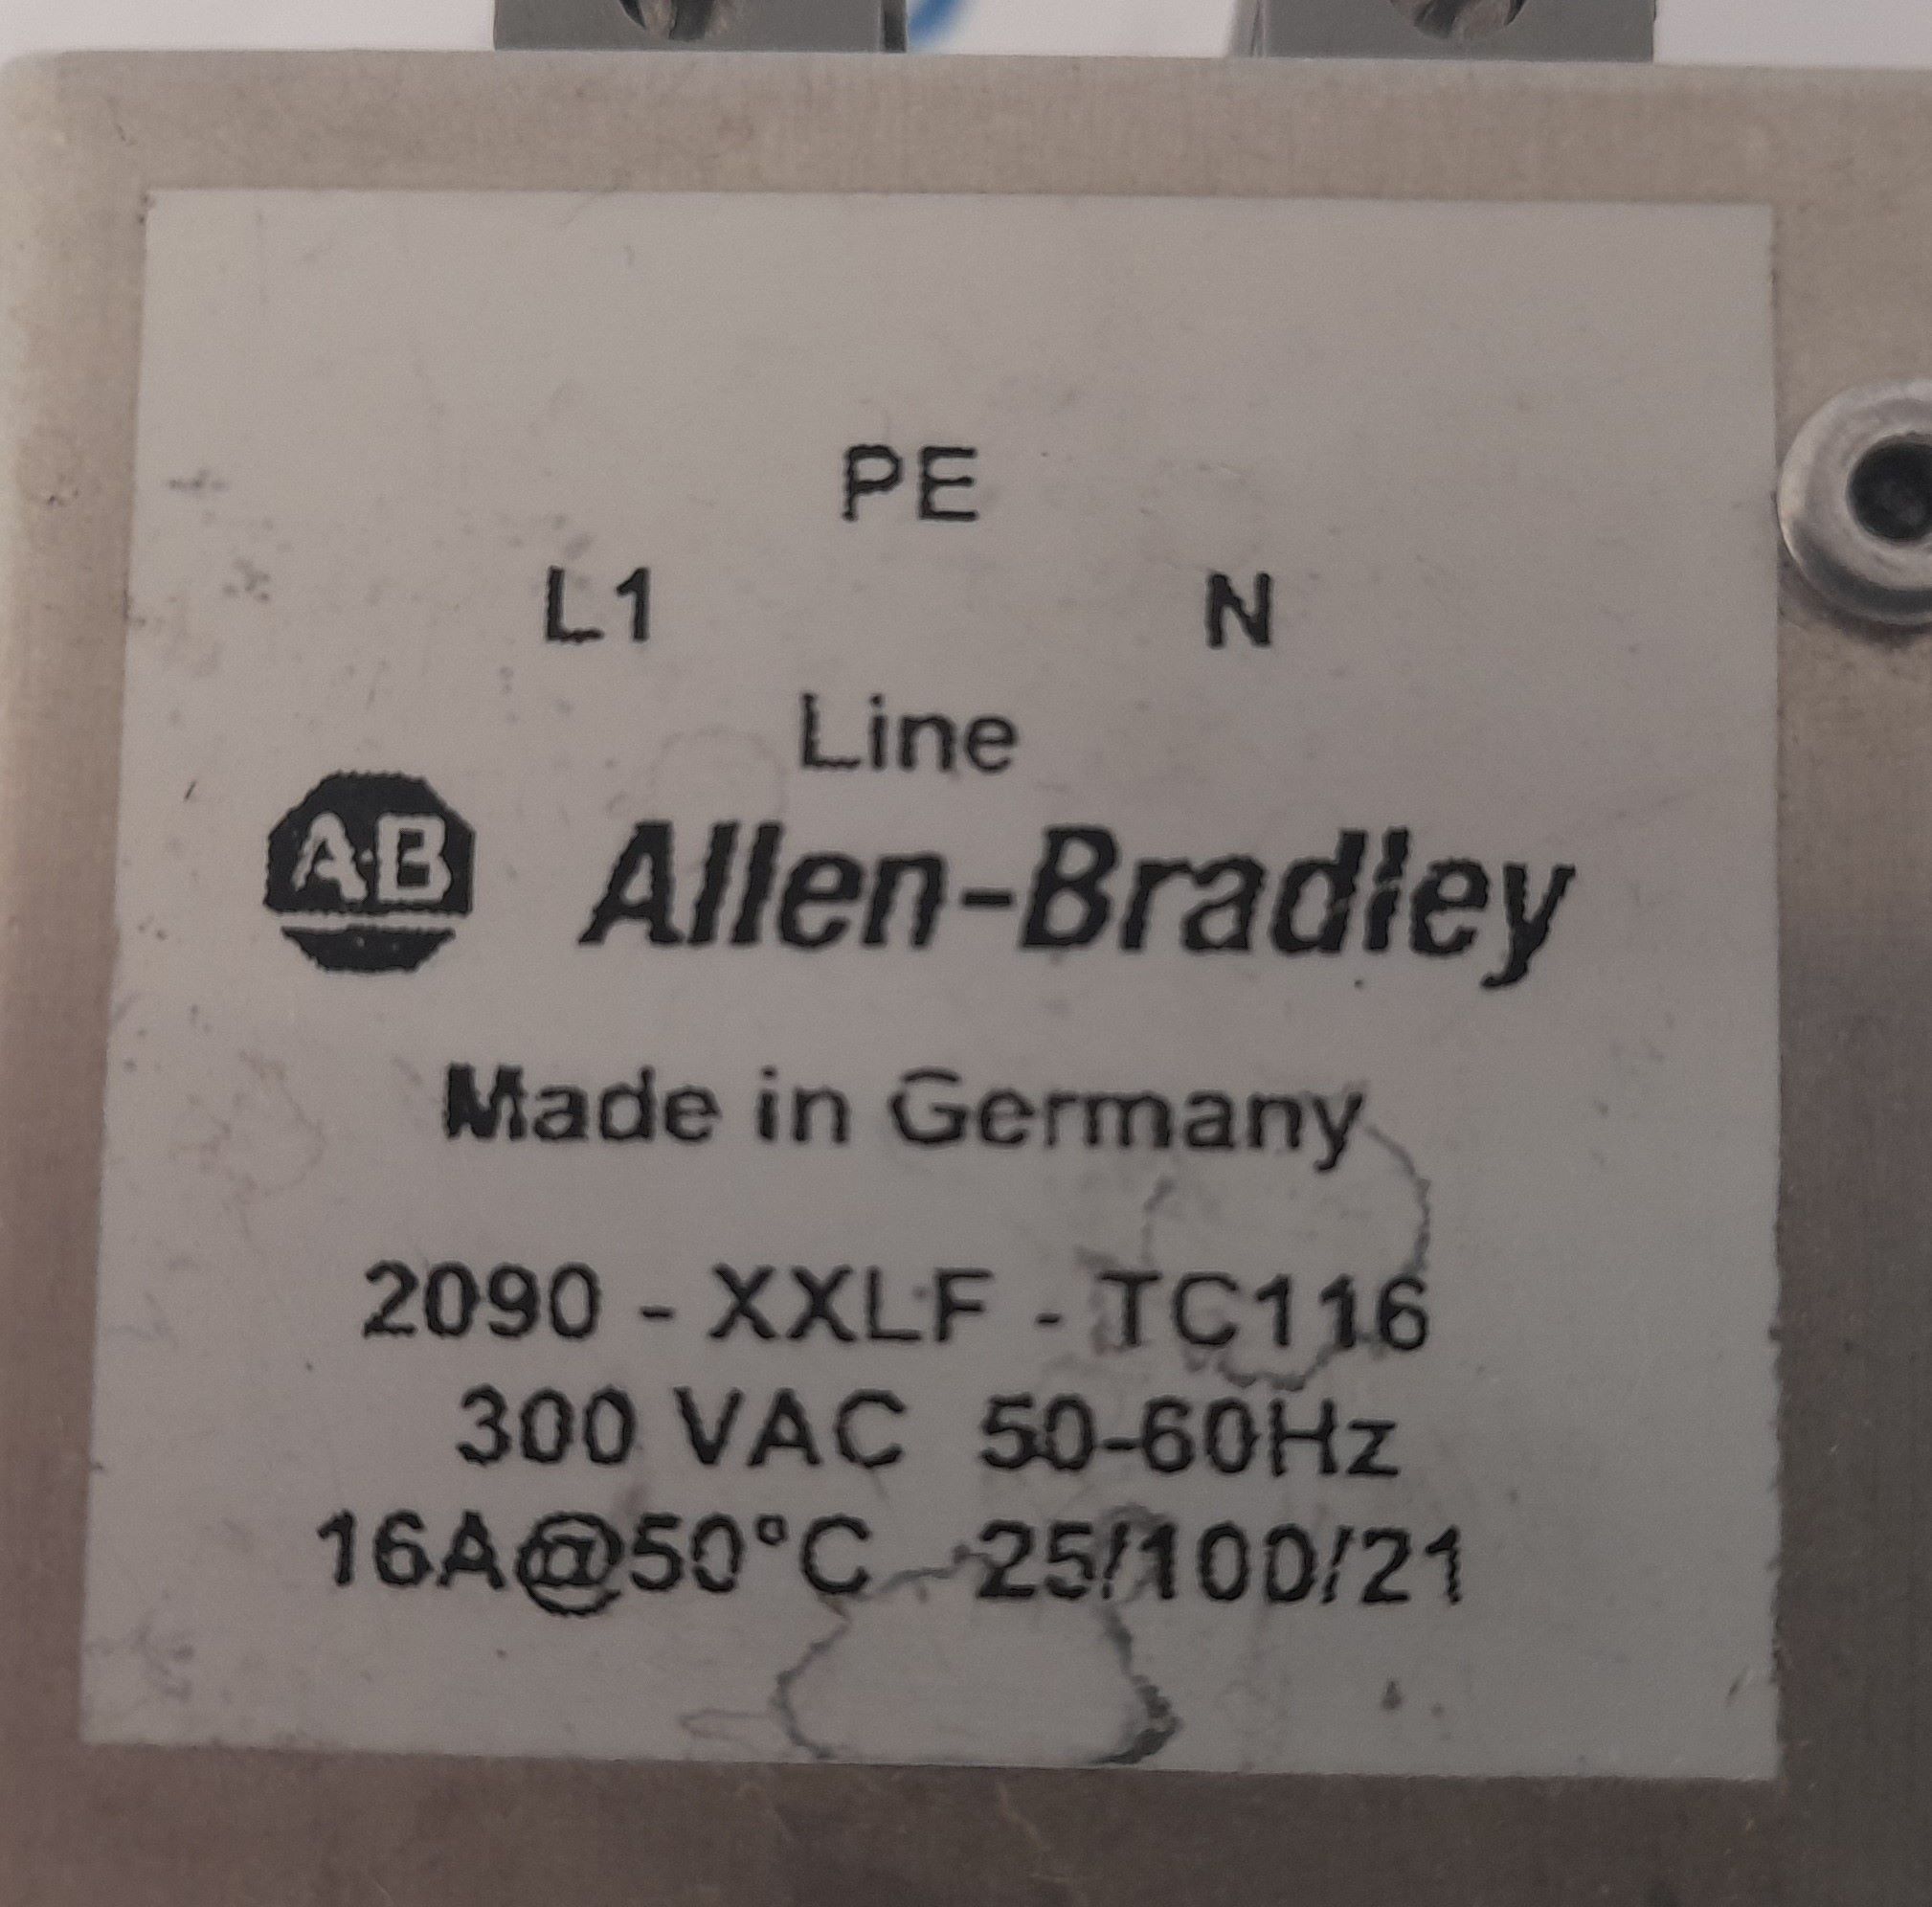 PE
L1 N
Line
AB Allen-Bradley
Made in Germany
2090 - XXLF - TC116
300 VAC 50-60Hz
16A@50°C 25/100/21